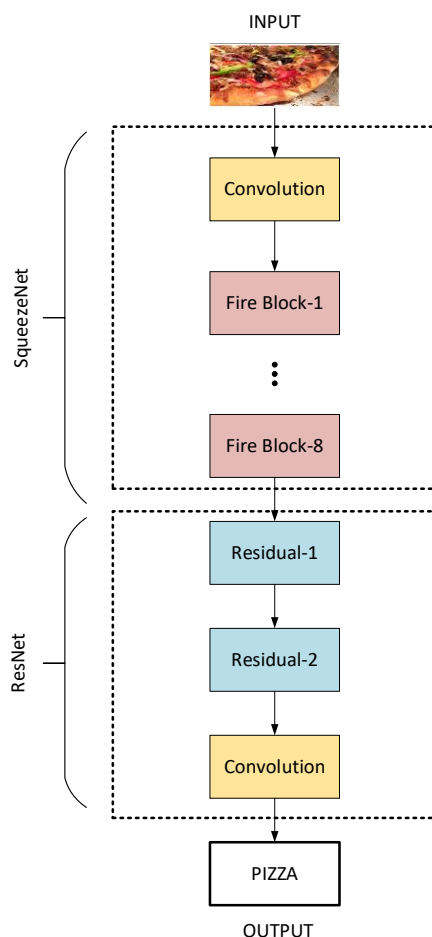 INPUT
SqueezeNet
Convolution
Fire Block-1
Fire Block-8
ResNet
Residual-1
Residual-2
Convolution
PIZZA
OUTPUT